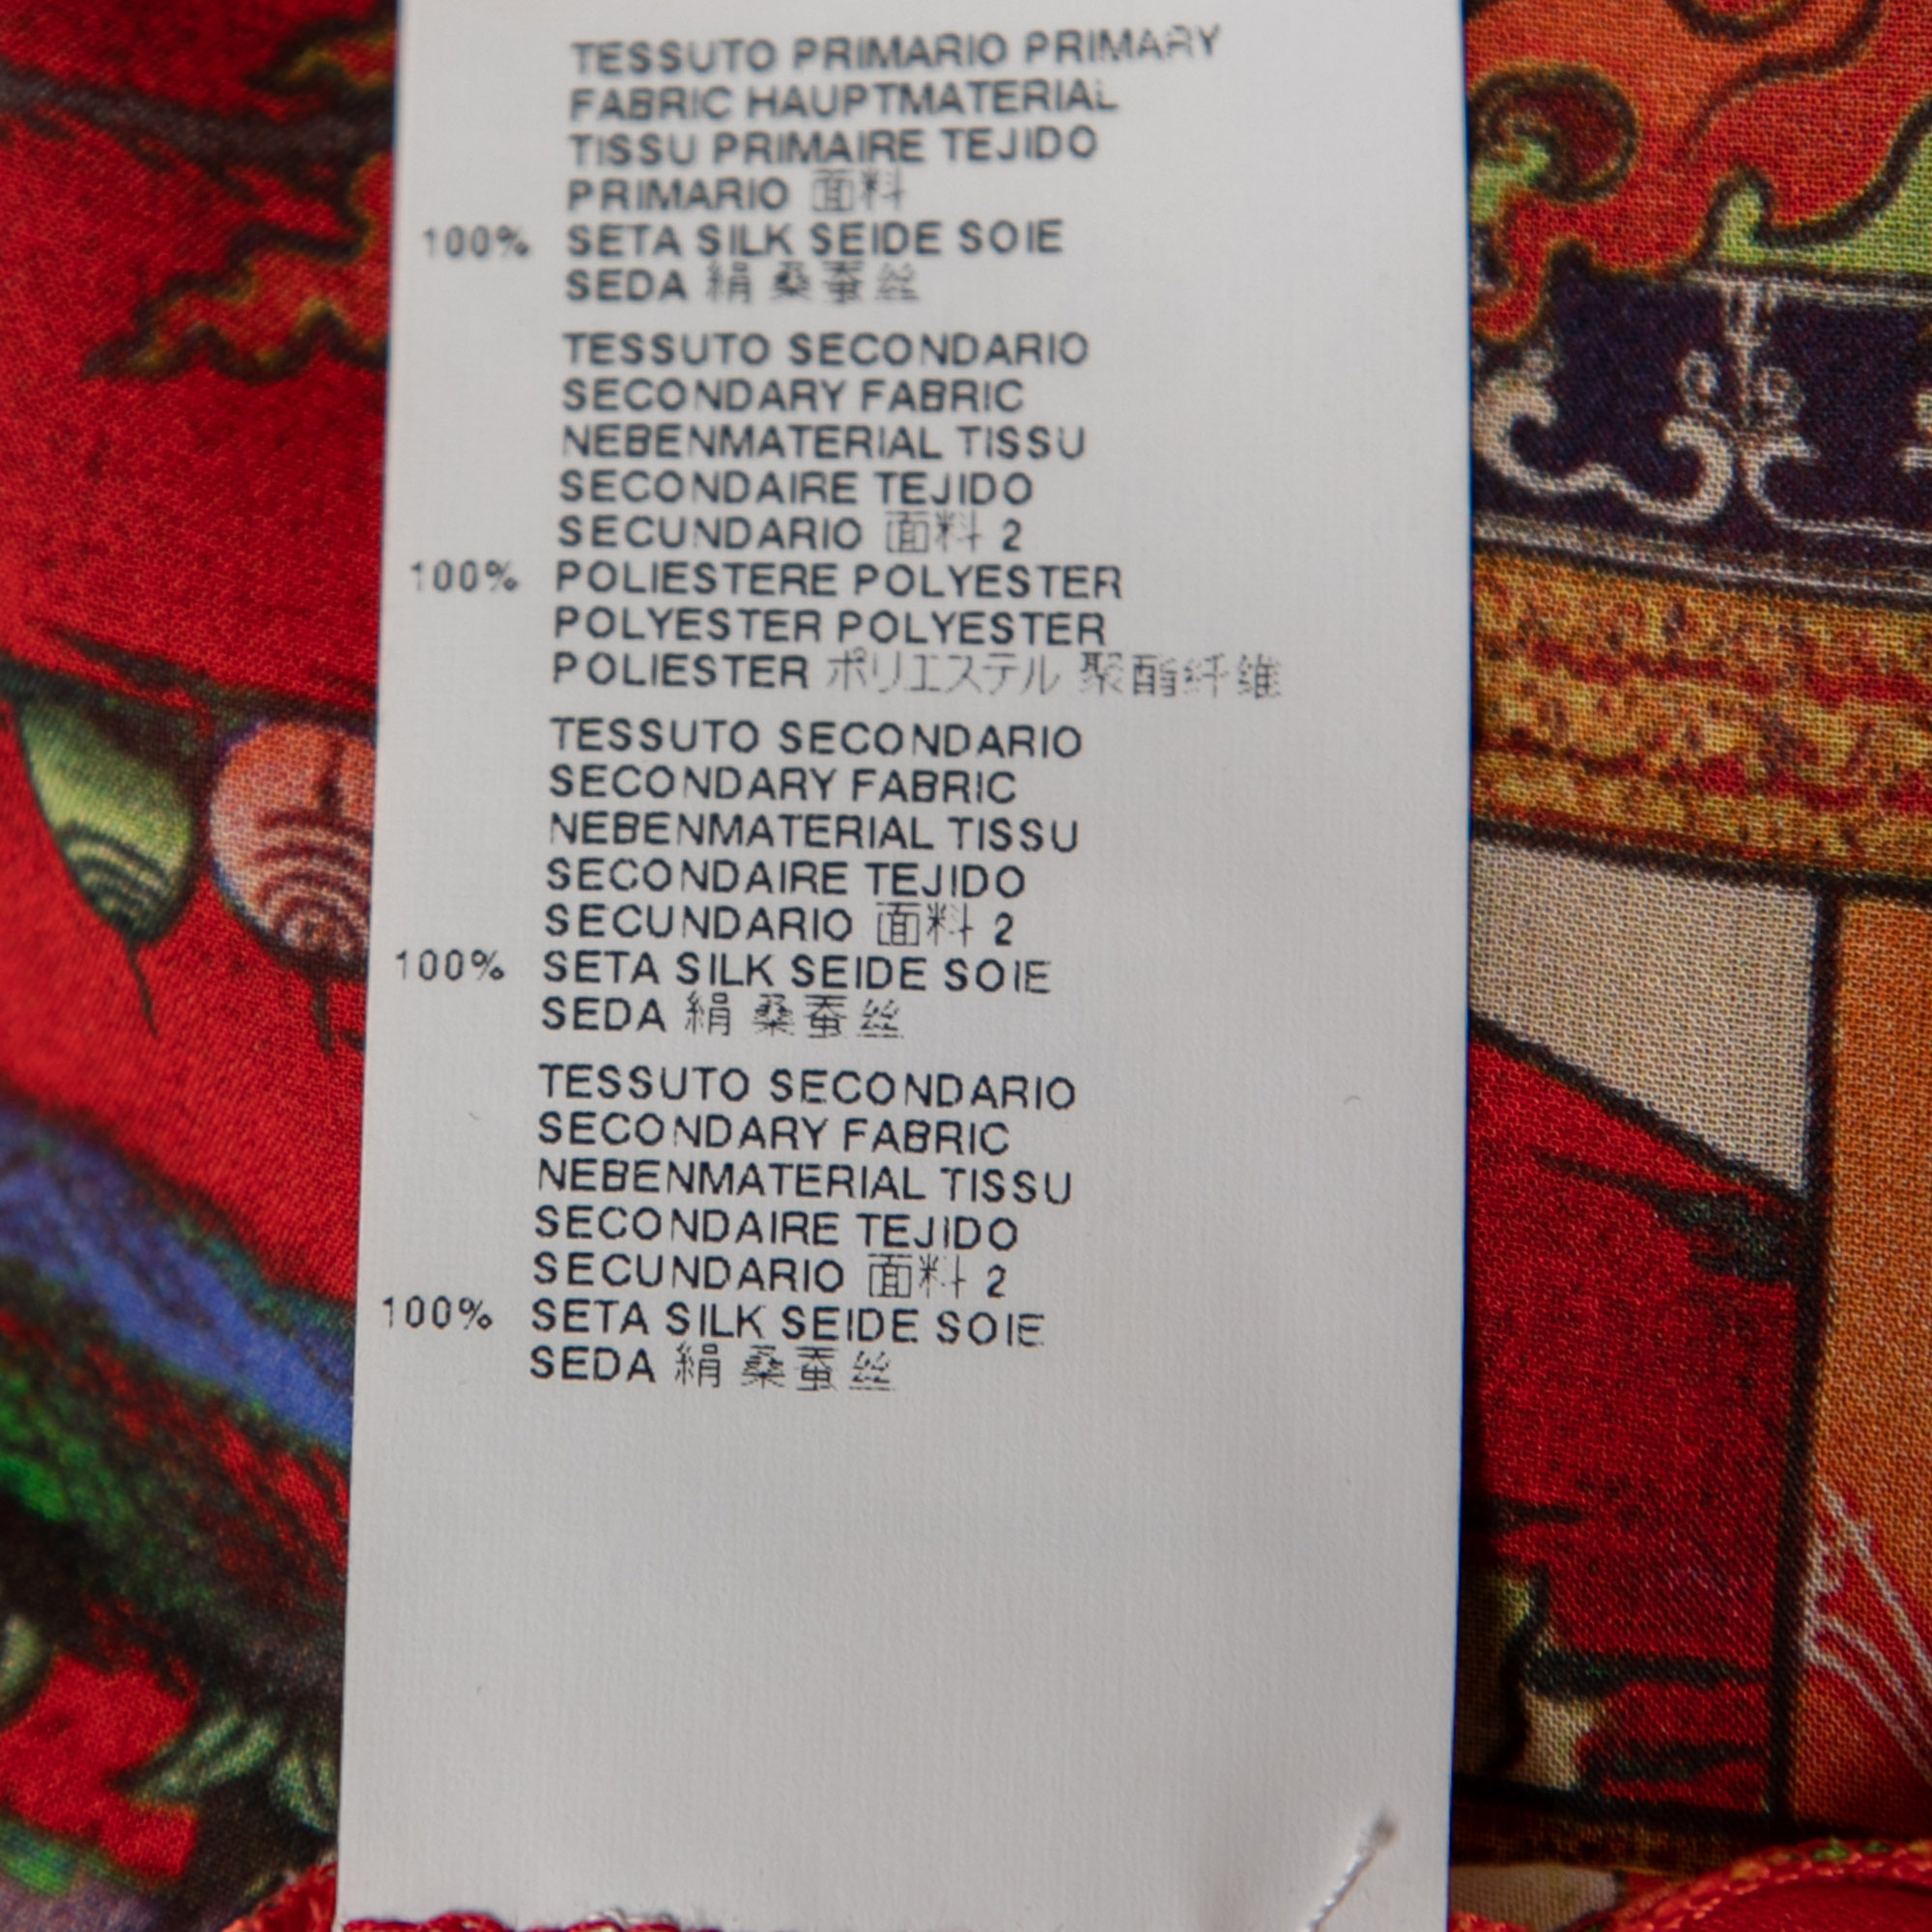 TESSUTO PRIMARIO PRIMARY
FABRIC HAUPTMATERIAL
TISSU PRIMAIRE TEJIDO
PRIMARIO 面料
100% SETA SILK SEIDE SOIE
SEDA 絹 桑蚕丝
TESSUTO SECONDARIO
SECONDARY FABRIC
NEBENMATERIAL TISSU
SECONDAIRE TEJIDO
SECUNDARIO 面料 2
100% POLIESTERE POLYESTER
POLYESTER POLYESTER
POLIESTER ポリエステル 聚酯纤维
TESSUTO SECONDARIO
SECONDARY FABRIC
NEBENMATERIAL TISSU
SECONDAIRE TEJIDO
SECUNDARIO 面料 2
100% SETA SILK SEIDE SOIE
SEDA 絹 桑蚕丝
TESSUTO SECONDARIO
SECONDARY FABRIC
NEBENMATERIAL TISSU
SECONDAIRE TEJIDO
SECUNDARIO 面料 2
100% SETA SILK SEIDE SOIE
SEDA 絹 桑蚕丝